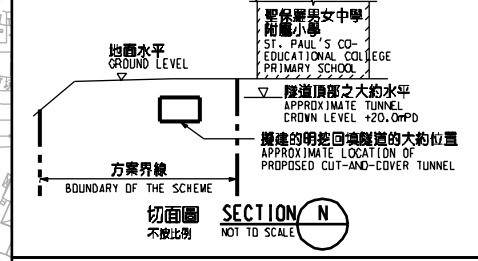 聖保羅男女中學
附屬小學
ST. PAUL'S CO-
EDUCATIONAL COLLEGE
PRIMARY SCHOOL
地面水平
GROUND LEVEL
隧道頂部之大約水平
APPROXIMATE TUNNEL
CROWN LEVEL +20.0mPD
擬建的明挖回填隧道的大約位置
APPROXIMATE LOCATION OF
PROPOSED CUT-AND-COVER TUNNEL
方案界線
BOUNDARY OF THE SCHEME
切面圖 SECTION N
不按比例 NOT TO SCALE